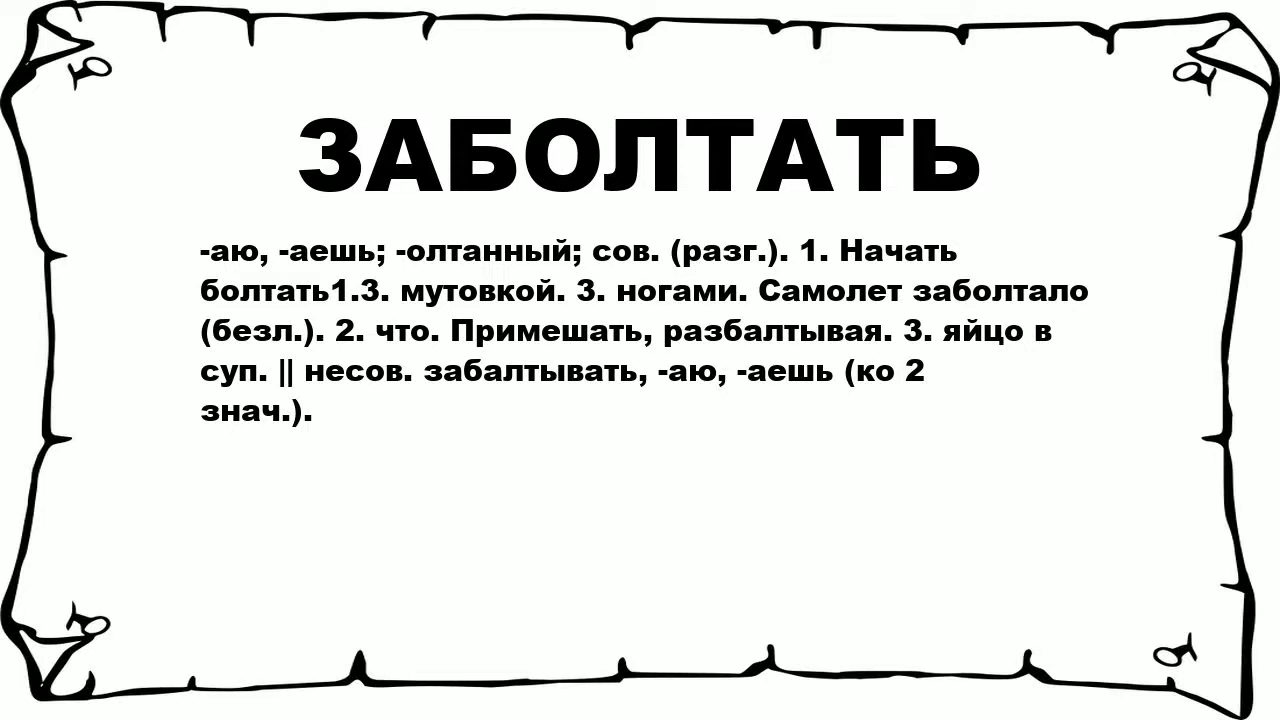 ЗАБОЛТАТЬ
-аю, -аешь; -олтанный; сов. (разг.). 1. Начать
болтать1.3. мутовкой. 3. ногами. Самолет заболтало
(безл.). 2. что. Примешать, разбалтывая. 3. яйцо в
суп. || несов. забалтывать, -аю, -аешь (ко 2
знач.).